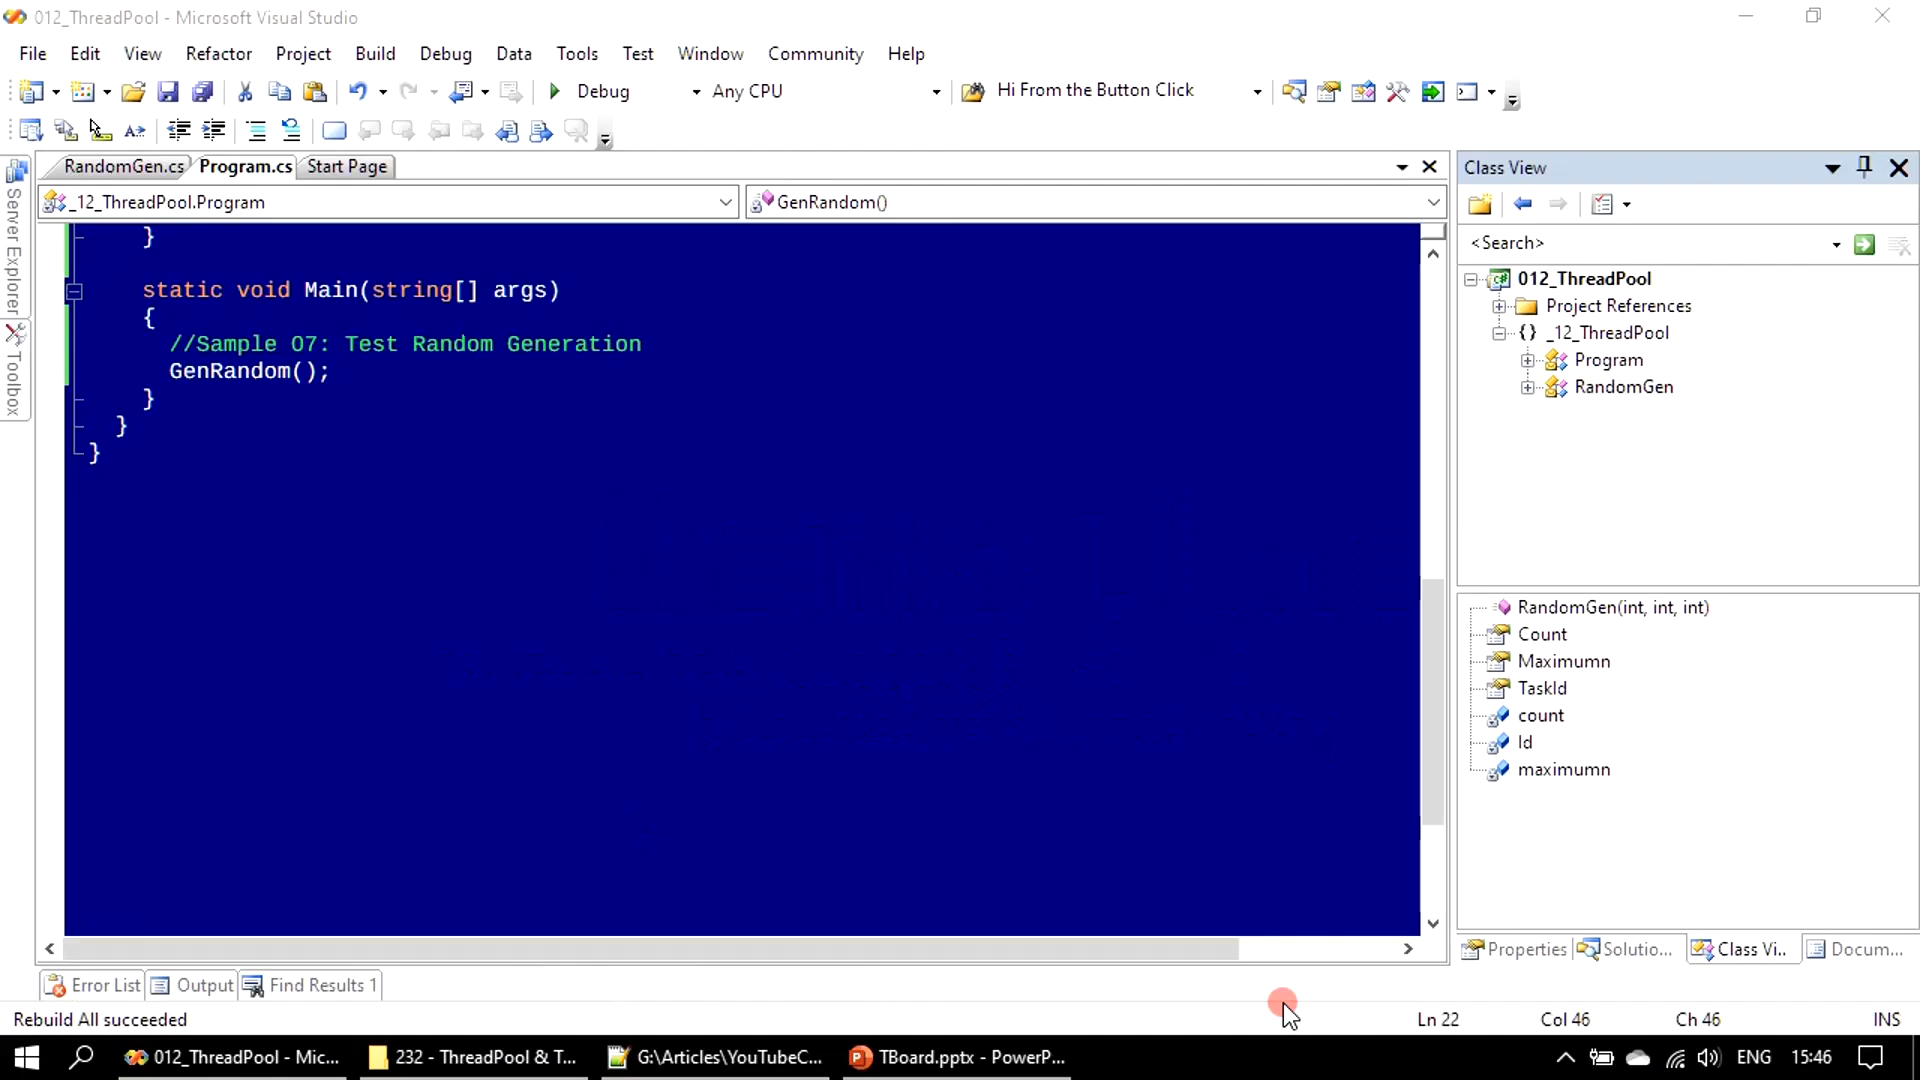 012_ThreadPool - Microsoft Visual Studio
File Edit View Refactor Project Build Debug Data Tools Test Window Community Help
Debug Any CPU Hi From the Button Click
RandomGen.cs Program.cs Start Page
_12_ThreadPool.Program GenRandom()
Server Explorer
Toolbox
}
static void Main(string[] args)
{
//Sample O7: Test Random Generation
GenRandom();
}
}
}
Class View
<Search>
012_ThreadPool
Project References
{} _12_ThreadPool
Program
RandomGen
RandomGen(int, int, int)
Count
Maximumn
TaskId
count
Id
maximumn
Properties Solutio... Class Vi... Docum...
Error List Output Find Results 1
Rebuild All succeeded Ln 22 Col 46 Ch 46 INS
012_ThreadPool - Mic... 232 - ThreadPool & T... G:\Articles\YouTubeC... TBoard.pptx - PowerP... ENG 15:46